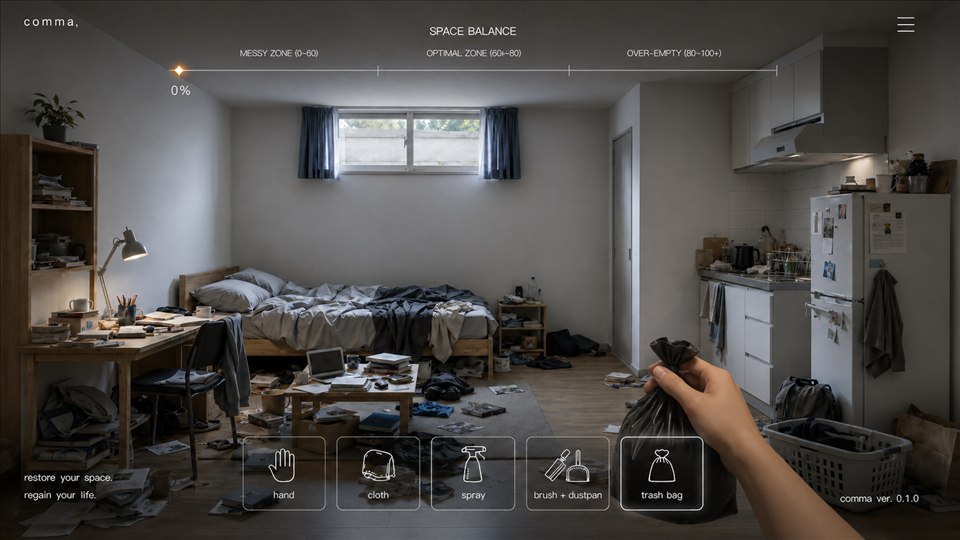 comma,
SPACE BALANCE
MESSY ZONE (0~60)
OPTIMAL ZONE (60~80)
OVER-EMPTY (80~100+)
0%
hand
cloth
spray
brush + dustpan
trash bag
restore your space.
regain your life.
comma ver. 0.1.0